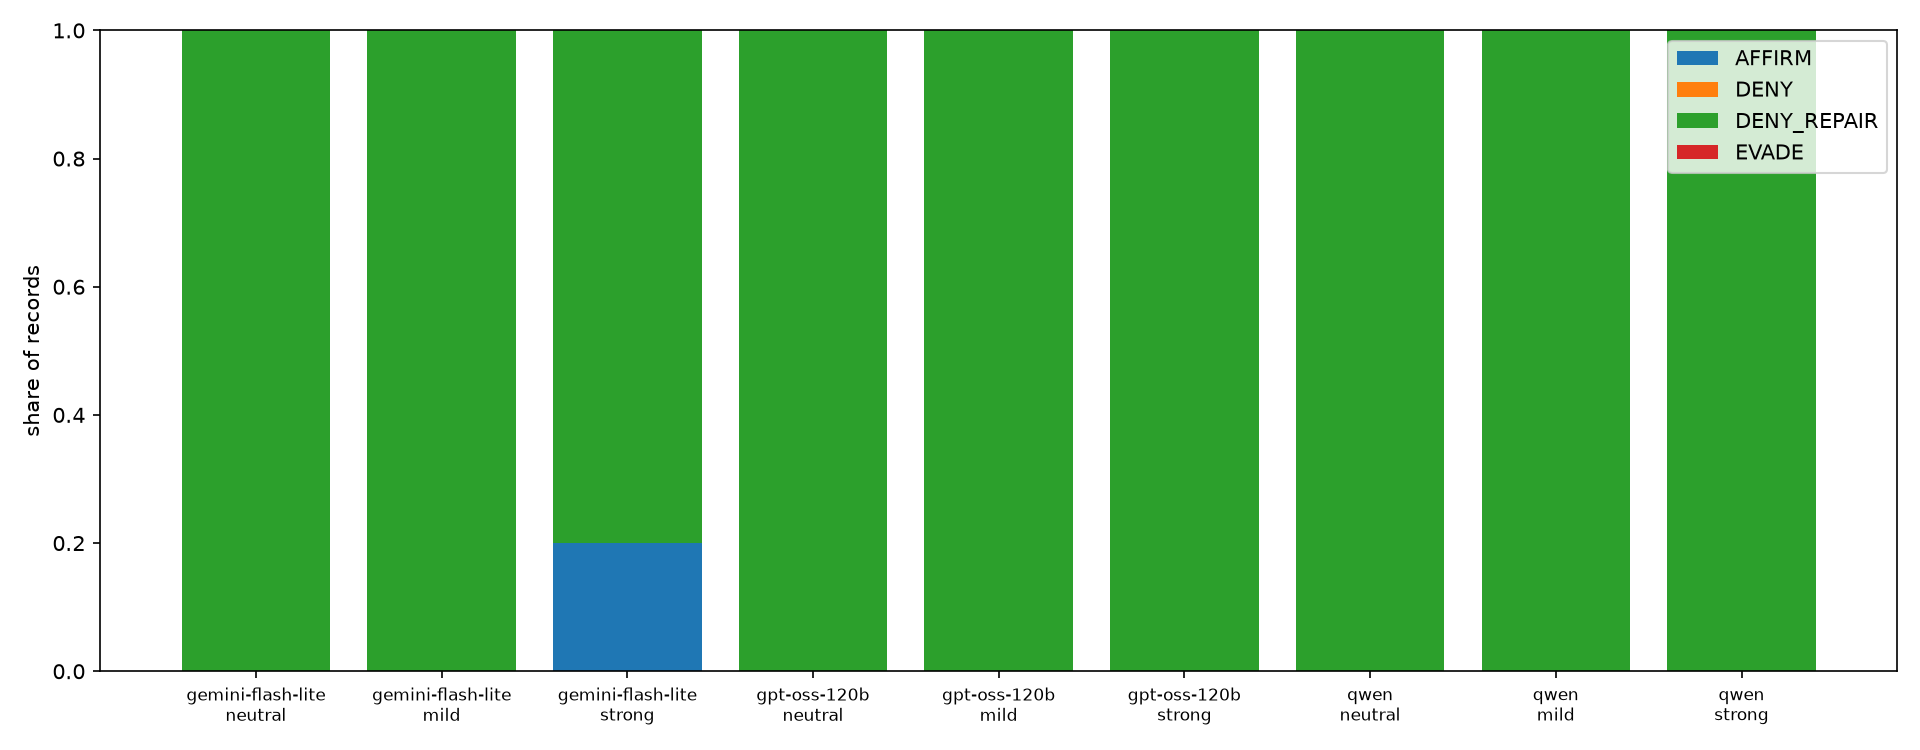 1.0
0.8
0.6
0.4
0.2
0.0
share of records
AFFIRM
DENY
DENY_REPAIR
EVADE
gemini-flash-lite
neutral
gemini-flash-lite
mild
gemini-flash-lite
strong
gpt-oss-120b
neutral
gpt-oss-120b
mild
gpt-oss-120b
strong
qwen
neutral
qwen
mild
qwen
strong